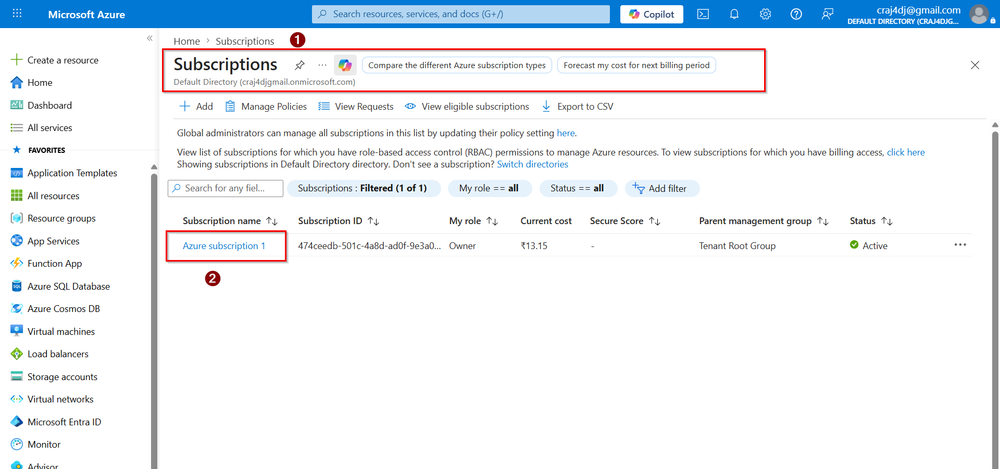 Microsoft Azure
Search resources, services, and docs (G+/)
Copilot
craj4dj@gmail.com
DEFAULT DIRECTORY (CRAJ4DJG...
Create a resource
Home
Dashboard
All services
FAVORITES
Application Templates
All resources
Resource groups
App Services
Function App
SQL
Azure SQL Database
Azure Cosmos DB
Virtual machines
Load balancers
Storage accounts
Virtual networks
Microsoft Entra ID
Monitor
Advisor
Home > Subscriptions
1
Subscriptions
...
Compare the different Azure subscription types
Forecast my cost for next billing period
Default Directory (craj4djgmail.onmicrosoft.com)
Add
Manage Policies
View Requests
View eligible subscriptions
Export to CSV
Global administrators can manage all subscriptions in this list by updating their policy setting here.
View list of subscriptions for which you have role-based access control (RBAC) permissions to manage Azure resources. To view subscriptions for which you have billing access, click here
Showing subscriptions in Default Directory directory. Don't see a subscription? Switch directories
Search for any fiel...
Subscriptions : Filtered (1 of 1)
My role == all
Status == all
Add filter
Subscription name
Subscription ID
My role
Current cost
Secure Score
Parent management group
Status
Azure subscription 1
474ceedb-501c-4a8d-ad0f-9e3a0...
Owner
₹13.15
-
Tenant Root Group
Active
...
2